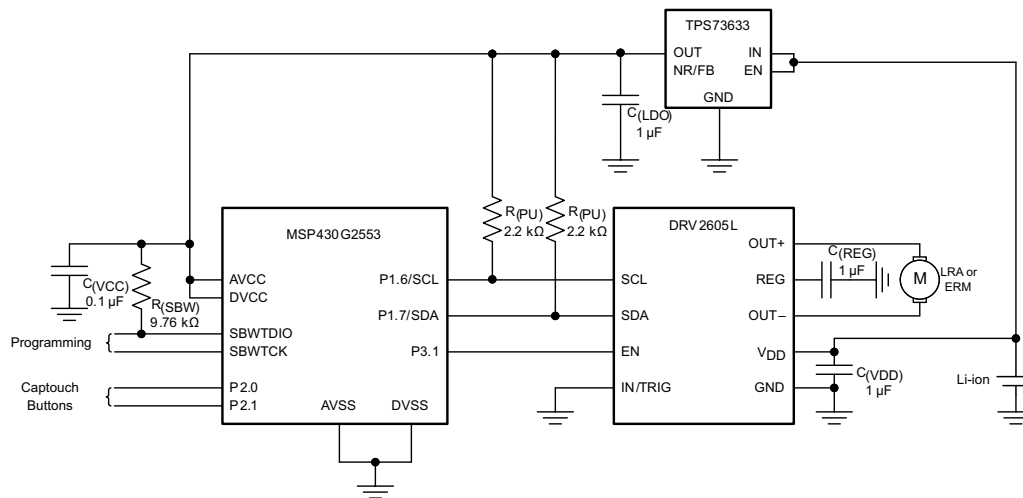 TPS73633
OUT
IN
NR/FB
EN
GND
C(LDO)
1 µF
R(PU)
2.2 kΩ
R(PU)
2.2 kΩ
MSP430G2553
DRV2605L
C(VCC)
0.1 µF
R(SBW)
9.76 kΩ
AVCC
DVCC
SBWTDIO
SBWTCK
P2.0
P2.1
P1.6/SCL
P1.7/SDA
P3.1
AVSS
DVSS
Programming
Captouch
Buttons
SCL
SDA
EN
IN/TRIG
OUT+
REG
OUT–
VDD
GND
C(REG)
1 µF
M
LRA or
ERM
C(VDD)
1 µF
Li-ion